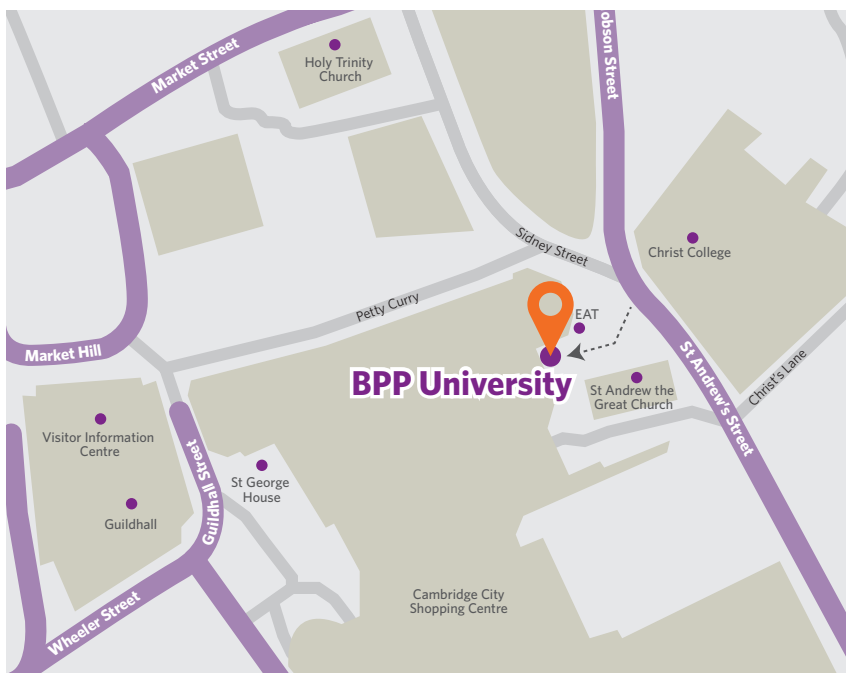 Market Street
Holy Trinity
Church
obson Street
Sidney Street
Christ College
Petty Curry
EAT
Market Hill
BPP University
St Andrew the
Great Church
St Andrew's Street
Christ's Lane
Visitor Information
Centre
Guildhall Street
St George
House
Guildhall
Cambridge City
Shopping Centre
Wheeler Street